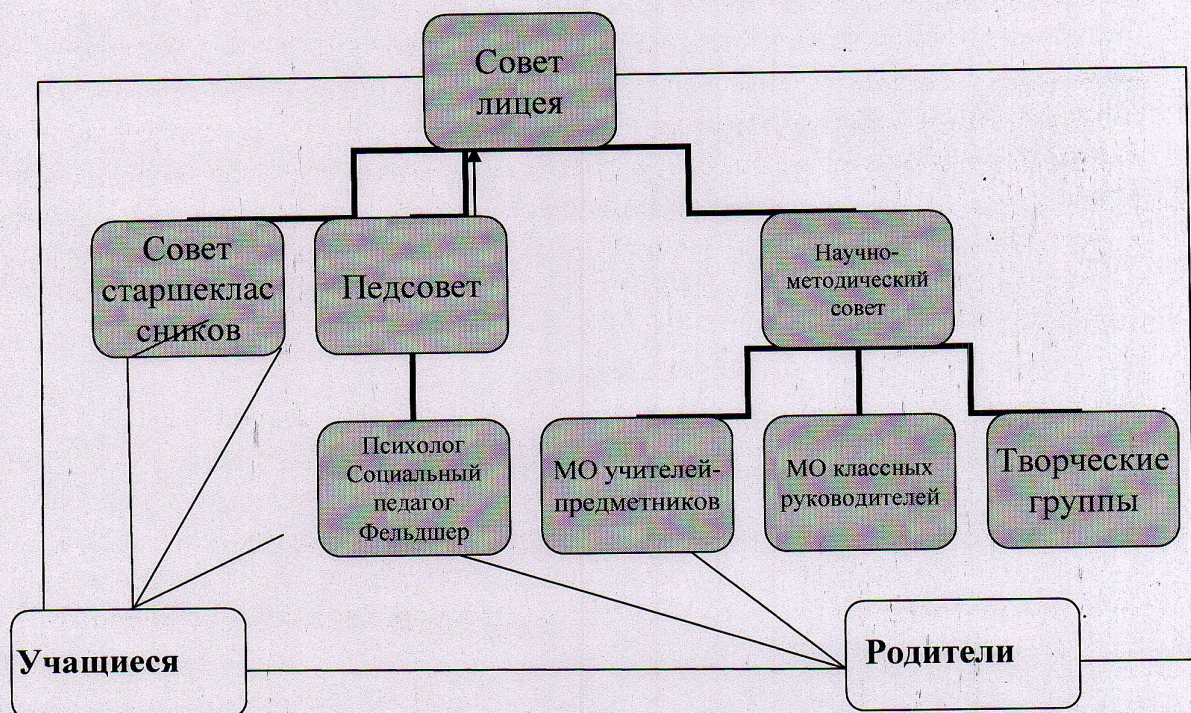 Совет
лицея
Совет
старшеклас
сников
Педсовет
Научно-
методический
совет
Психолог
Социальный
педагог
Фельдшер
МО учителей-
предметников
МО классных
руководителей
Творческие
группы
Учащиеся
Родители